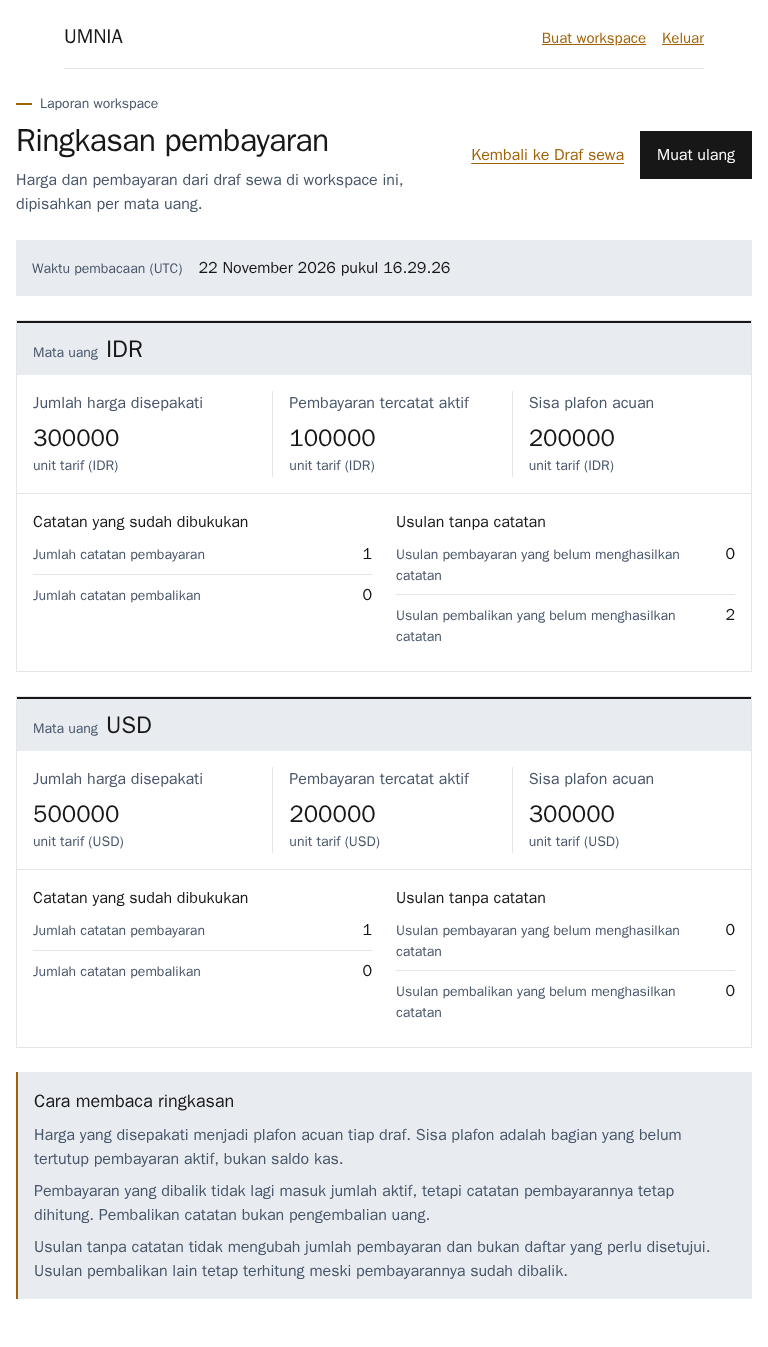 UMNIA
Buat workspace Keluar
Laporan workspace
Ringkasan pembayaran
Harga dan pembayaran dari draf sewa di workspace ini,
dipisahkan per mata uang.
Kembali ke Draf sewa Muat ulang
Waktu pembacaan (UTC) 22 November 2026 pukul 16.29.26
Mata uang IDR
Jumlah harga disepakati
300000
unit tarif (IDR)
Pembayaran tercatat aktif
100000
unit tarif (IDR)
Sisa plafon acuan
200000
unit tarif (IDR)
Catatan yang sudah dibukukan
Jumlah catatan pembayaran 1
Jumlah catatan pembalikan 0
Usulan tanpa catatan
Usulan pembayaran yang belum menghasilkan 0
catatan
Usulan pembalikan yang belum menghasilkan 2
catatan
Mata uang USD
Jumlah harga disepakati
500000
unit tarif (USD)
Pembayaran tercatat aktif
200000
unit tarif (USD)
Sisa plafon acuan
300000
unit tarif (USD)
Catatan yang sudah dibukukan
Jumlah catatan pembayaran 1
Jumlah catatan pembalikan 0
Usulan tanpa catatan
Usulan pembayaran yang belum menghasilkan 0
catatan
Usulan pembalikan yang belum menghasilkan 0
catatan
Cara membaca ringkasan
Harga yang disepakati menjadi plafon acuan tiap draf. Sisa plafon adalah bagian yang belum
tertutup pembayaran aktif, bukan saldo kas.
Pembayaran yang dibalik tidak lagi masuk jumlah aktif, tetapi catatan pembayarannya tetap
dihitung. Pembalikan catatan bukan pengembalian uang.
Usulan tanpa catatan tidak mengubah jumlah pembayaran dan bukan daftar yang perlu disetujui.
Usulan pembalikan lain tetap terhitung meski pembayarannya sudah dibalik.